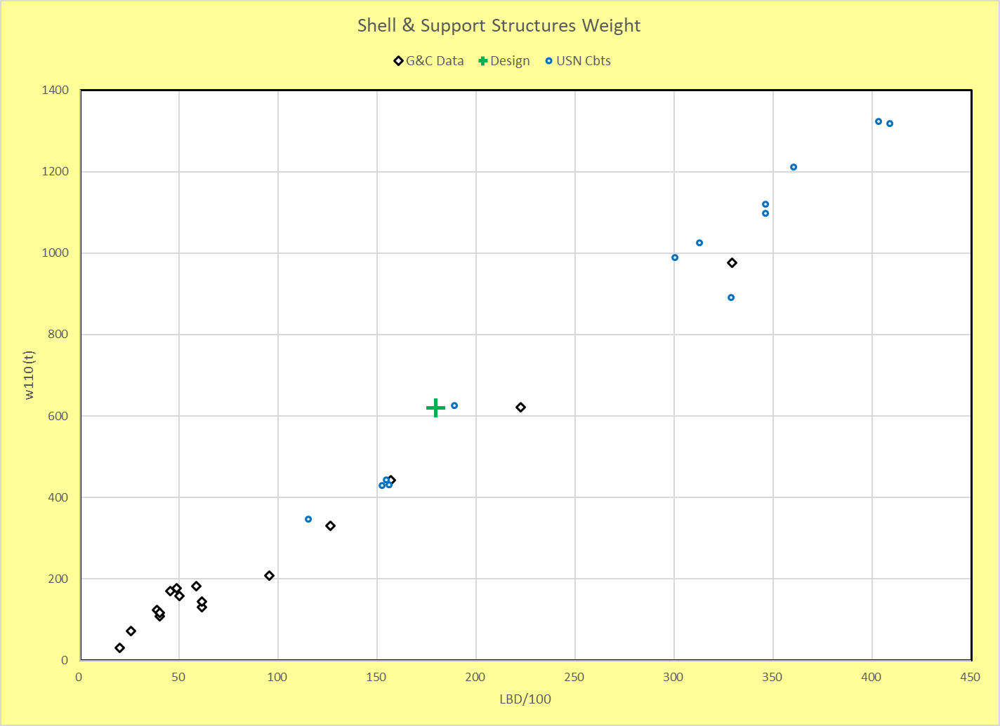 Shell & Support Structures Weight
G&C Data Design USN Cbts
1400
1200
1000
800
600
400
200
0
w110 (t)
0 50 100 150 200 250 300 350 400 450
LBD/100